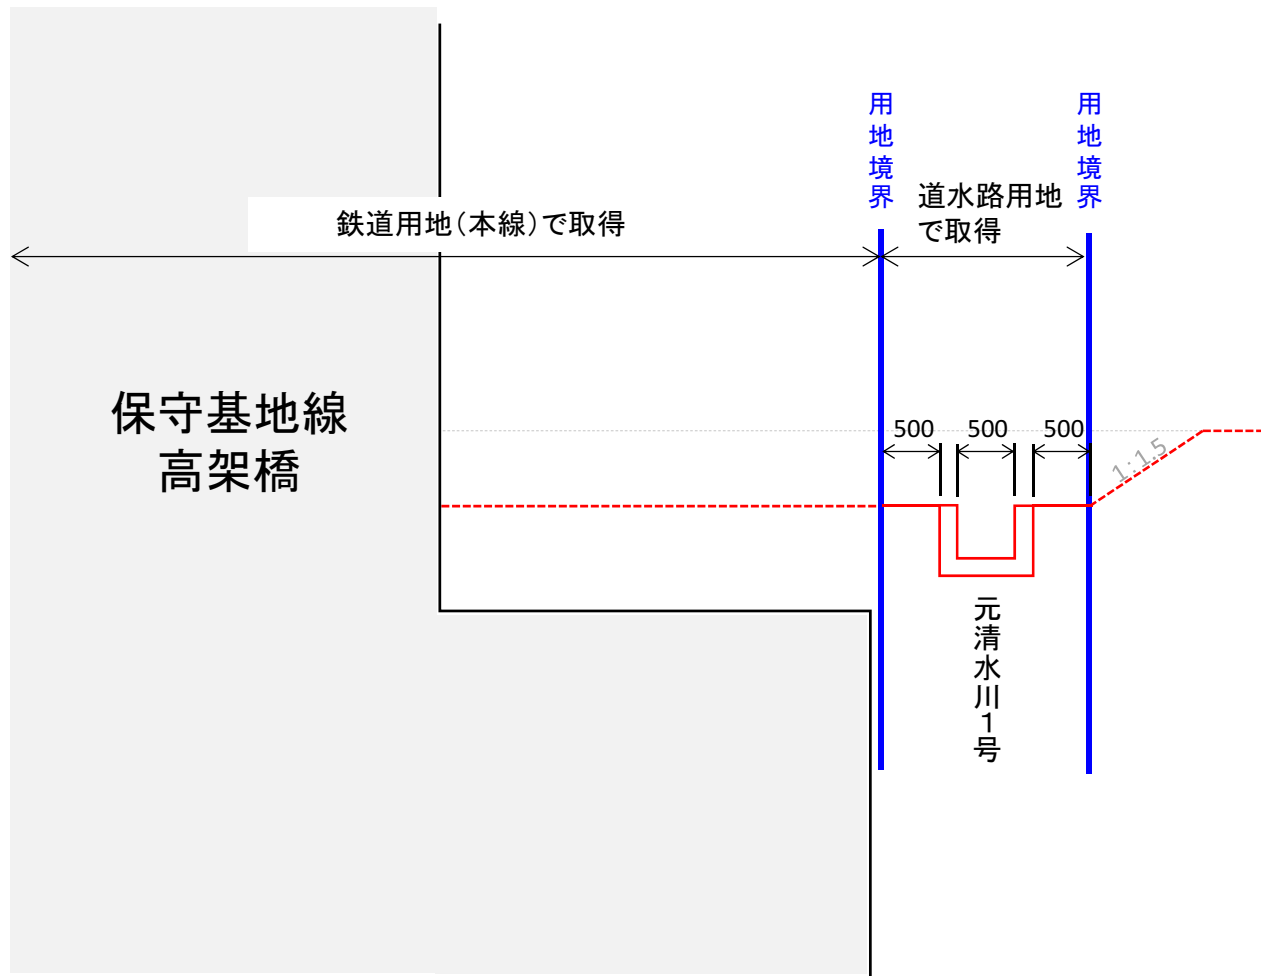 用地境界
用地境界
道水路用地
で取得
鉄道用地(本線)で取得
保守基地線
高架橋
500
500
500
1:1.5
元清水川1号